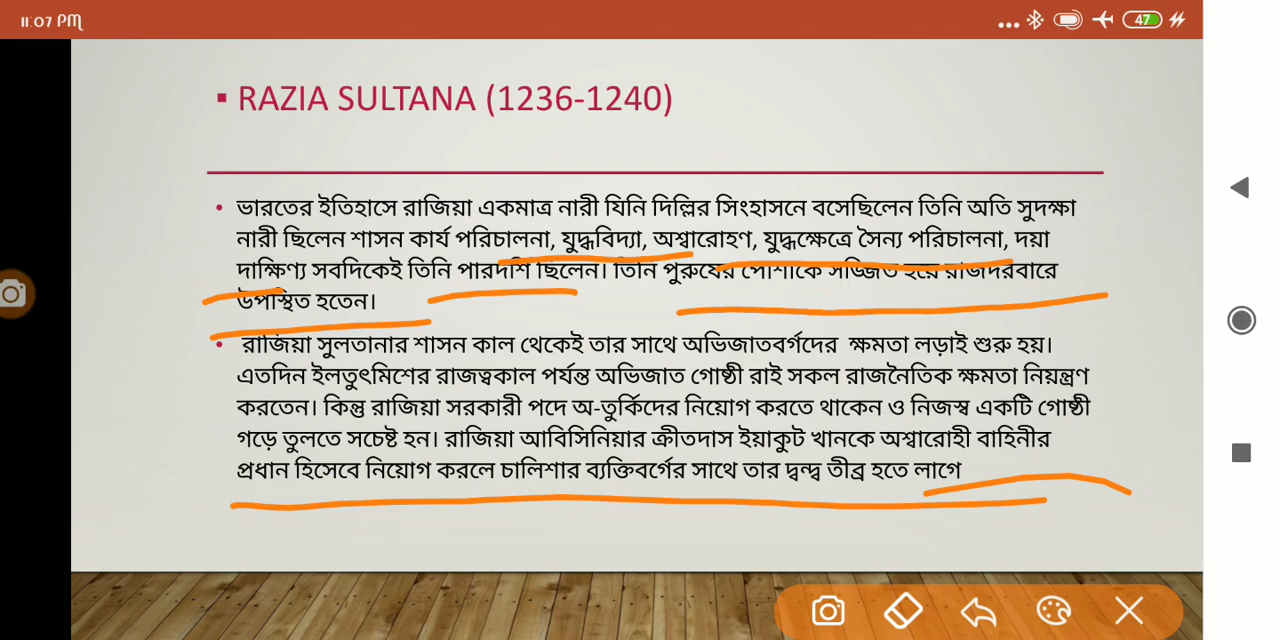 11:07 PM
47
RAZIA SULTANA (1236-1240)
ভারতের ইতিহাসে রাজিয়া একমাত্র নারী যিনি দিল্লির সিংহাসনে বসেছিলেন তিনি অতি সুদক্ষা
নারী ছিলেন শাসন কার্য পরিচালনা, যুদ্ধবিদ্যা, অশ্বারোহণ, যুদ্ধক্ষেত্রে সৈন্য পরিচালনা, দয়া
দাক্ষিণ্য সবদিকেই তিনি পারদর্শি ছিলেন। তিনি পুরুষের পোশাকে সজ্জিত হয়ে রাজদরবারে
উপস্থিত হতেন।
রাজিয়া সুলতানার শাসন কাল থেকেই তার সাথে অভিজাতবর্গদের ক্ষমতা লড়াই শুরু হয়।
এতদিন ইলতুৎমিশের রাজত্বকাল পর্যন্ত অভিজাত গোষ্ঠী রাই সকল রাজনৈতিক ক্ষমতা নিয়ন্ত্রণ
করতেন। কিন্তু রাজিয়া সরকারী পদে অ-তুর্কিদের নিয়োগ করতে থাকেন ও নিজস্ব একটি গোষ্ঠী
গড়ে তুলতে সচেষ্ট হন। রাজিয়া আবিসিনিয়ার ক্রীতদাস ইয়াকুট খানকে অশ্বারোহী বাহিনীর
প্রধান হিসেবে নিয়োগ করলে চালিশার ব্যক্তিবর্গের সাথে তার দ্বন্দ্ব তীব্র হতে লাগে